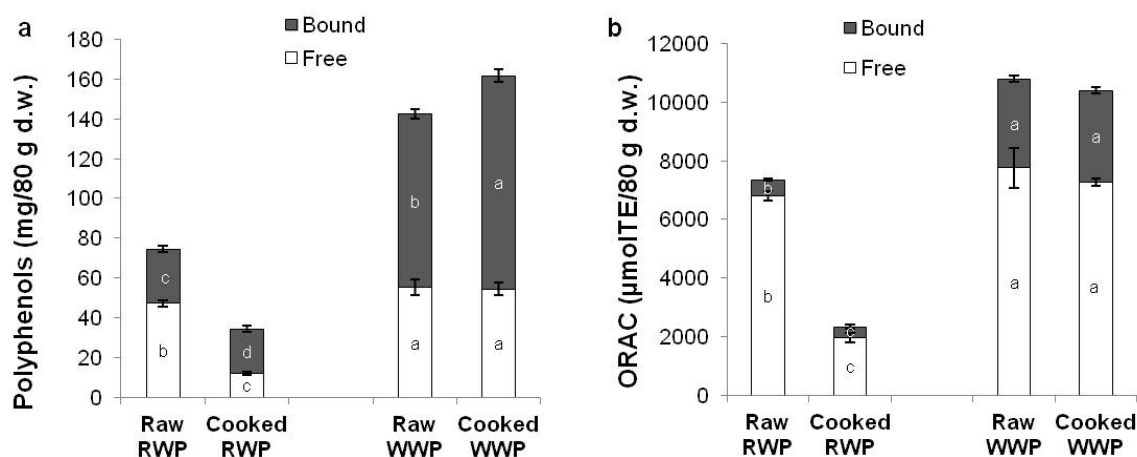 a
Bound
Free
Polyphenols (mg/80 g d.w.)
180
160
140
120
100
80
60
40
20
0
c
b
d
c
b
a
a
a
Raw RWP
Cooked RWP
Raw WWP
Cooked WWP
b
Bound
Free
ORAC (µmolTE/80 g d.w.)
12000
10000
8000
6000
4000
2000
0
b
b
c
c
a
a
a
a
Raw RWP
Cooked RWP
Raw WWP
Cooked WWP